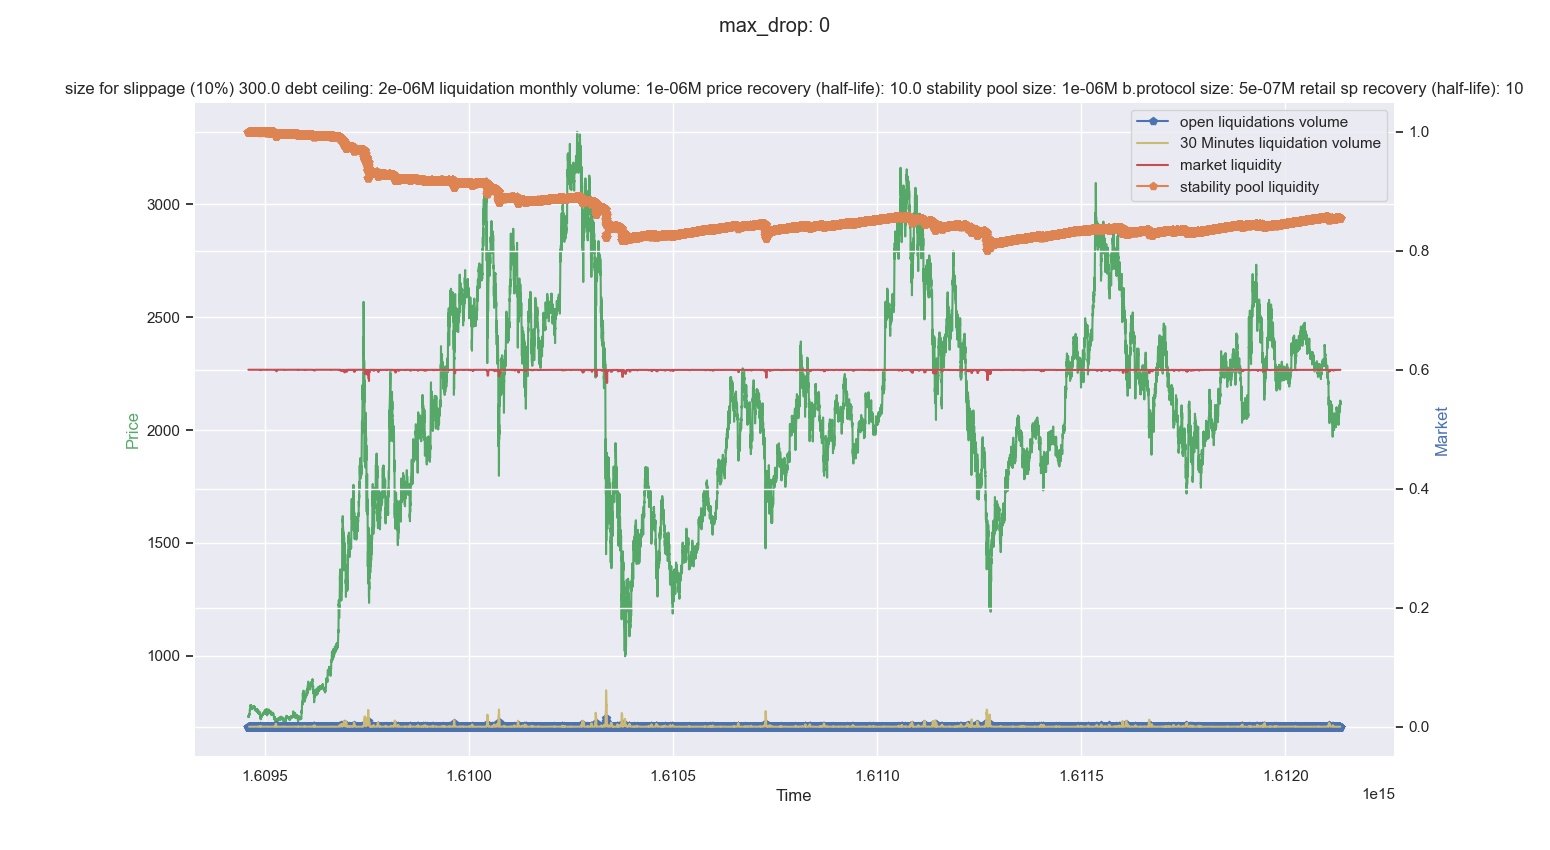 max_drop: 0
size for slippage (10%) 300.0 debt ceiling: 2e-06M liquidation monthly volume: 1e-06M price recovery (half-life): 10.0 stability pool size: 1e-06M b.protocol size: 5e-07M retail sp recovery (half-life): 10
open liquidations volume
30 Minutes liquidation volume
market liquidity
stability pool liquidity
3000
2500
2000
1500
1000
Price
1.0
0.8
0.6
0.4
0.2
0.0
Market
1.6095 1.6100 1.6105 1.6110 1.6115 1.6120
Time
1e15